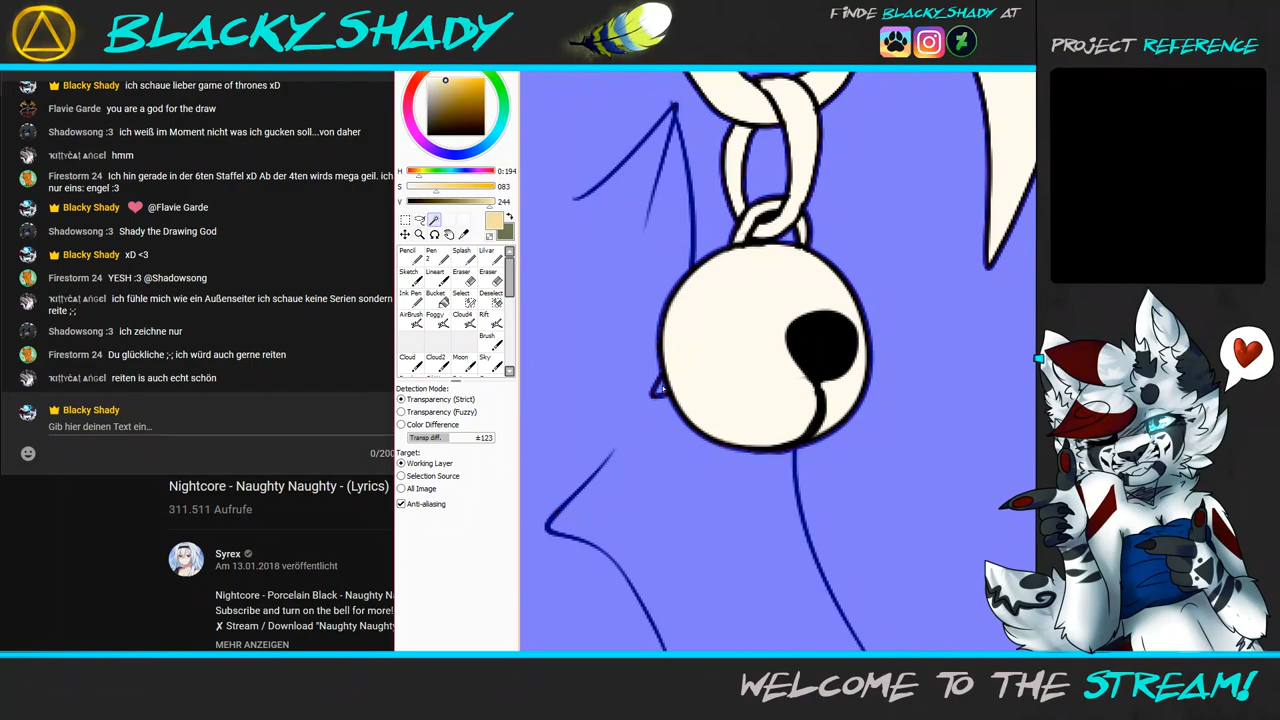 BLACKY_SHADY
FINDE BLACKY_SHADY AT
PROJECT REFERENCE
Blacky Shady ich schaue lieber game of thrones xD
Flavie Garde you are a god for the draw
Shadowsong :3 ich weiß im Moment nicht was ich gucken soll...von daher
hmm
Firestorm 24 Ich hin gerade in der 6ten Staffel xD Ab der 4ten wirds mega geil. ich
nur eins: engel :3
Blacky Shady @Flavie Garde
Shadowsong :3 Shady the Drawing God
Blacky Shady xD <3
Firestorm 24 YESH :3 @Shadowsong
ich fühle mich wie ein Außenseiter ich schaue keine Serien sondern
reite ;-;
Shadowsong :3 ich zeichne nur
Firestorm 24 Du glückliche ;-; ich würd auch gerne reiten
reiten is auch echt schön
Blacky Shady
Gib hier deinen Text ein...
0/200
Nightcore - Naughty Naughty - (Lyrics)
311.511 Aufrufe
Syrex
Am 13.01.2018 veröffentlicht
Nightcore - Porcelain Black - Naughty N
Subscribe and turn on the bell for more!
✗ Stream / Download "Naughty Naught
MEHR ANZEIGEN
H 0:194
S 083
V 244
Pencil Pen 2 Splash Lilvar
Sketch Lineart Eraser Eraser
Ink Pen Bucket Select Deselect
AirBrush Foggy Cloud4 Rift
Brush
Cloud Cloud2 Moon Sky
Detection Mode:
Transparency (Strict)
Transparency (Fuzzy)
Color Difference
Transp diff. ±123
Target:
Working Layer
Selection Source
All Image
Anti-aliasing
WELCOME TO THE STREAM!